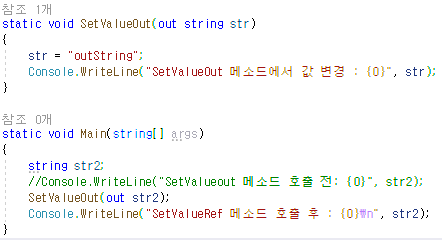 참조 1개
static void SetValueOut(out string str)
{
str = "outString";
Console.WriteLine("SetValueOut 메소드에서 값 변경 : {0}", str);
}
참조 0개
static void Main(string[] args)
{
string str2;
//Console.WriteLine("SetValueout 메소드 호출 전: {0}", str2);
SetValueOut(out str2);
Console.WriteLine("SetValueRef 메소드 호출 후 : {0}₩n", str2);